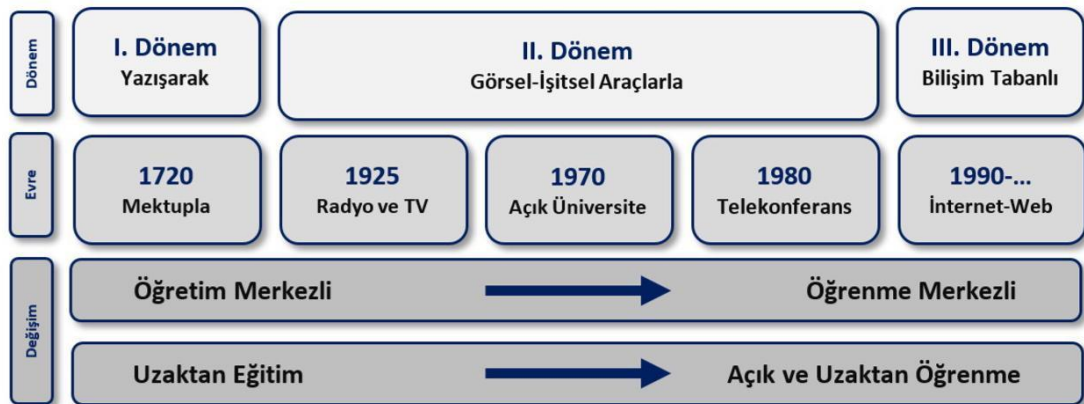 Dönem
I. Dönem
Yazışarak
II. Dönem
Görsel-İşitsel Araçlarla
III. Dönem
Bilişim Tabanlı
Evre
1720
Mektupla
1925
Radyo ve TV
1970
Açık Üniversite
1980
Telekonferans
1990-...
İnternet-Web
Değişim
Öğretim Merkezli
Öğrenme Merkezli
Uzaktan Eğitim
Açık ve Uzaktan Öğrenme